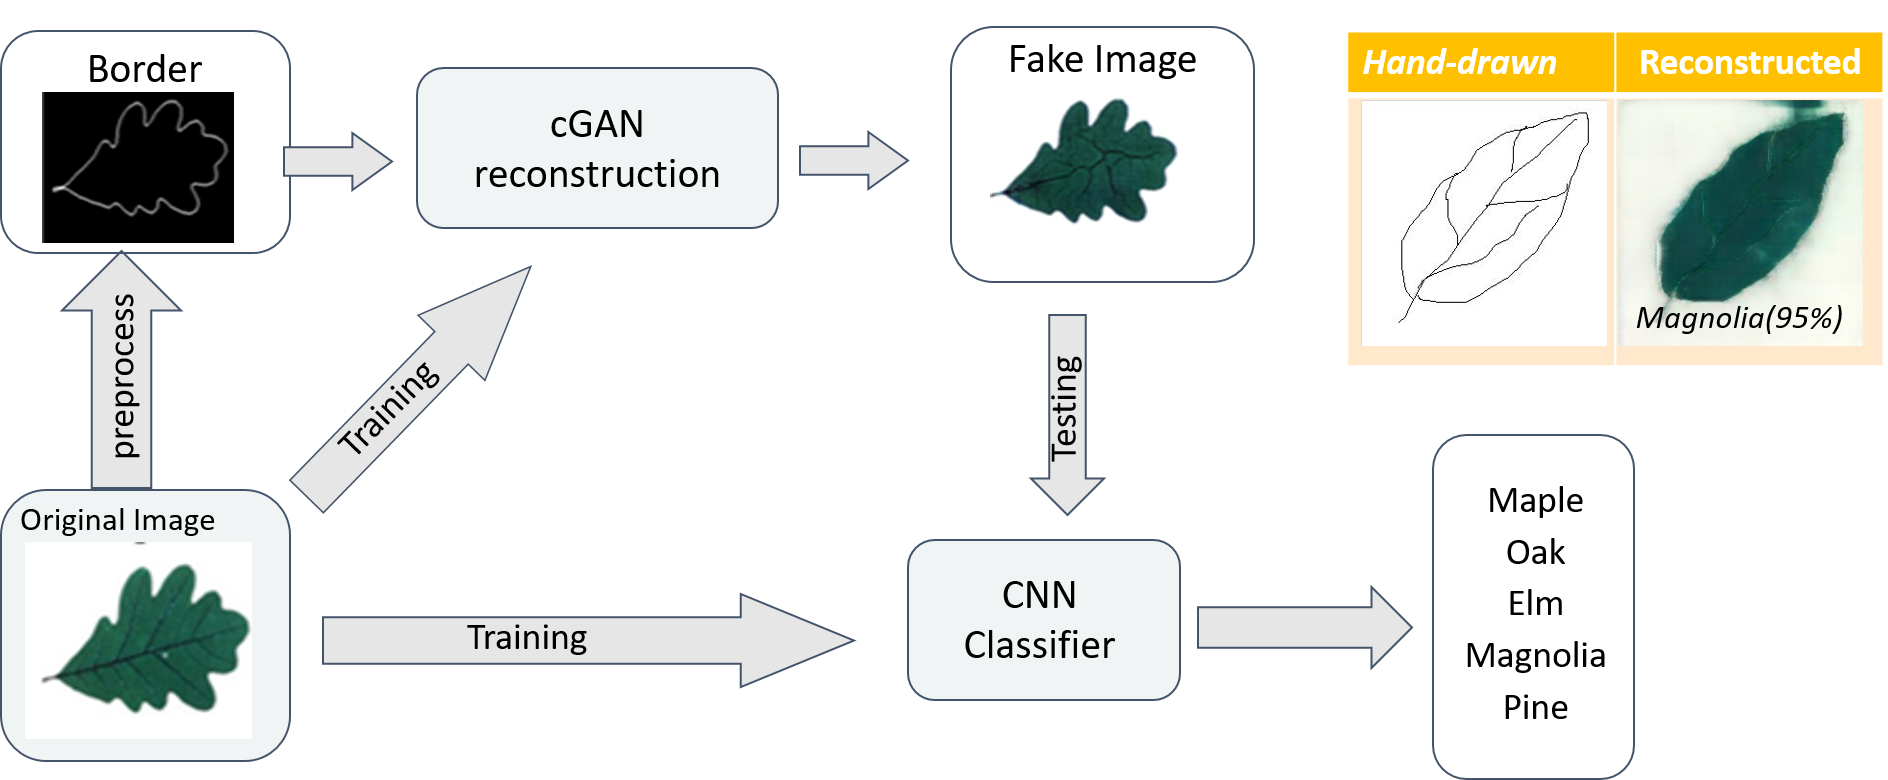 Border
cGAN
reconstruction
Fake Image
Hand-drawn
Reconstructed
Magnolia(95%)
preprocess
Training
Testing
Original Image
Training
CNN
Classifier
Maple
Oak
Elm
Magnolia
Pine